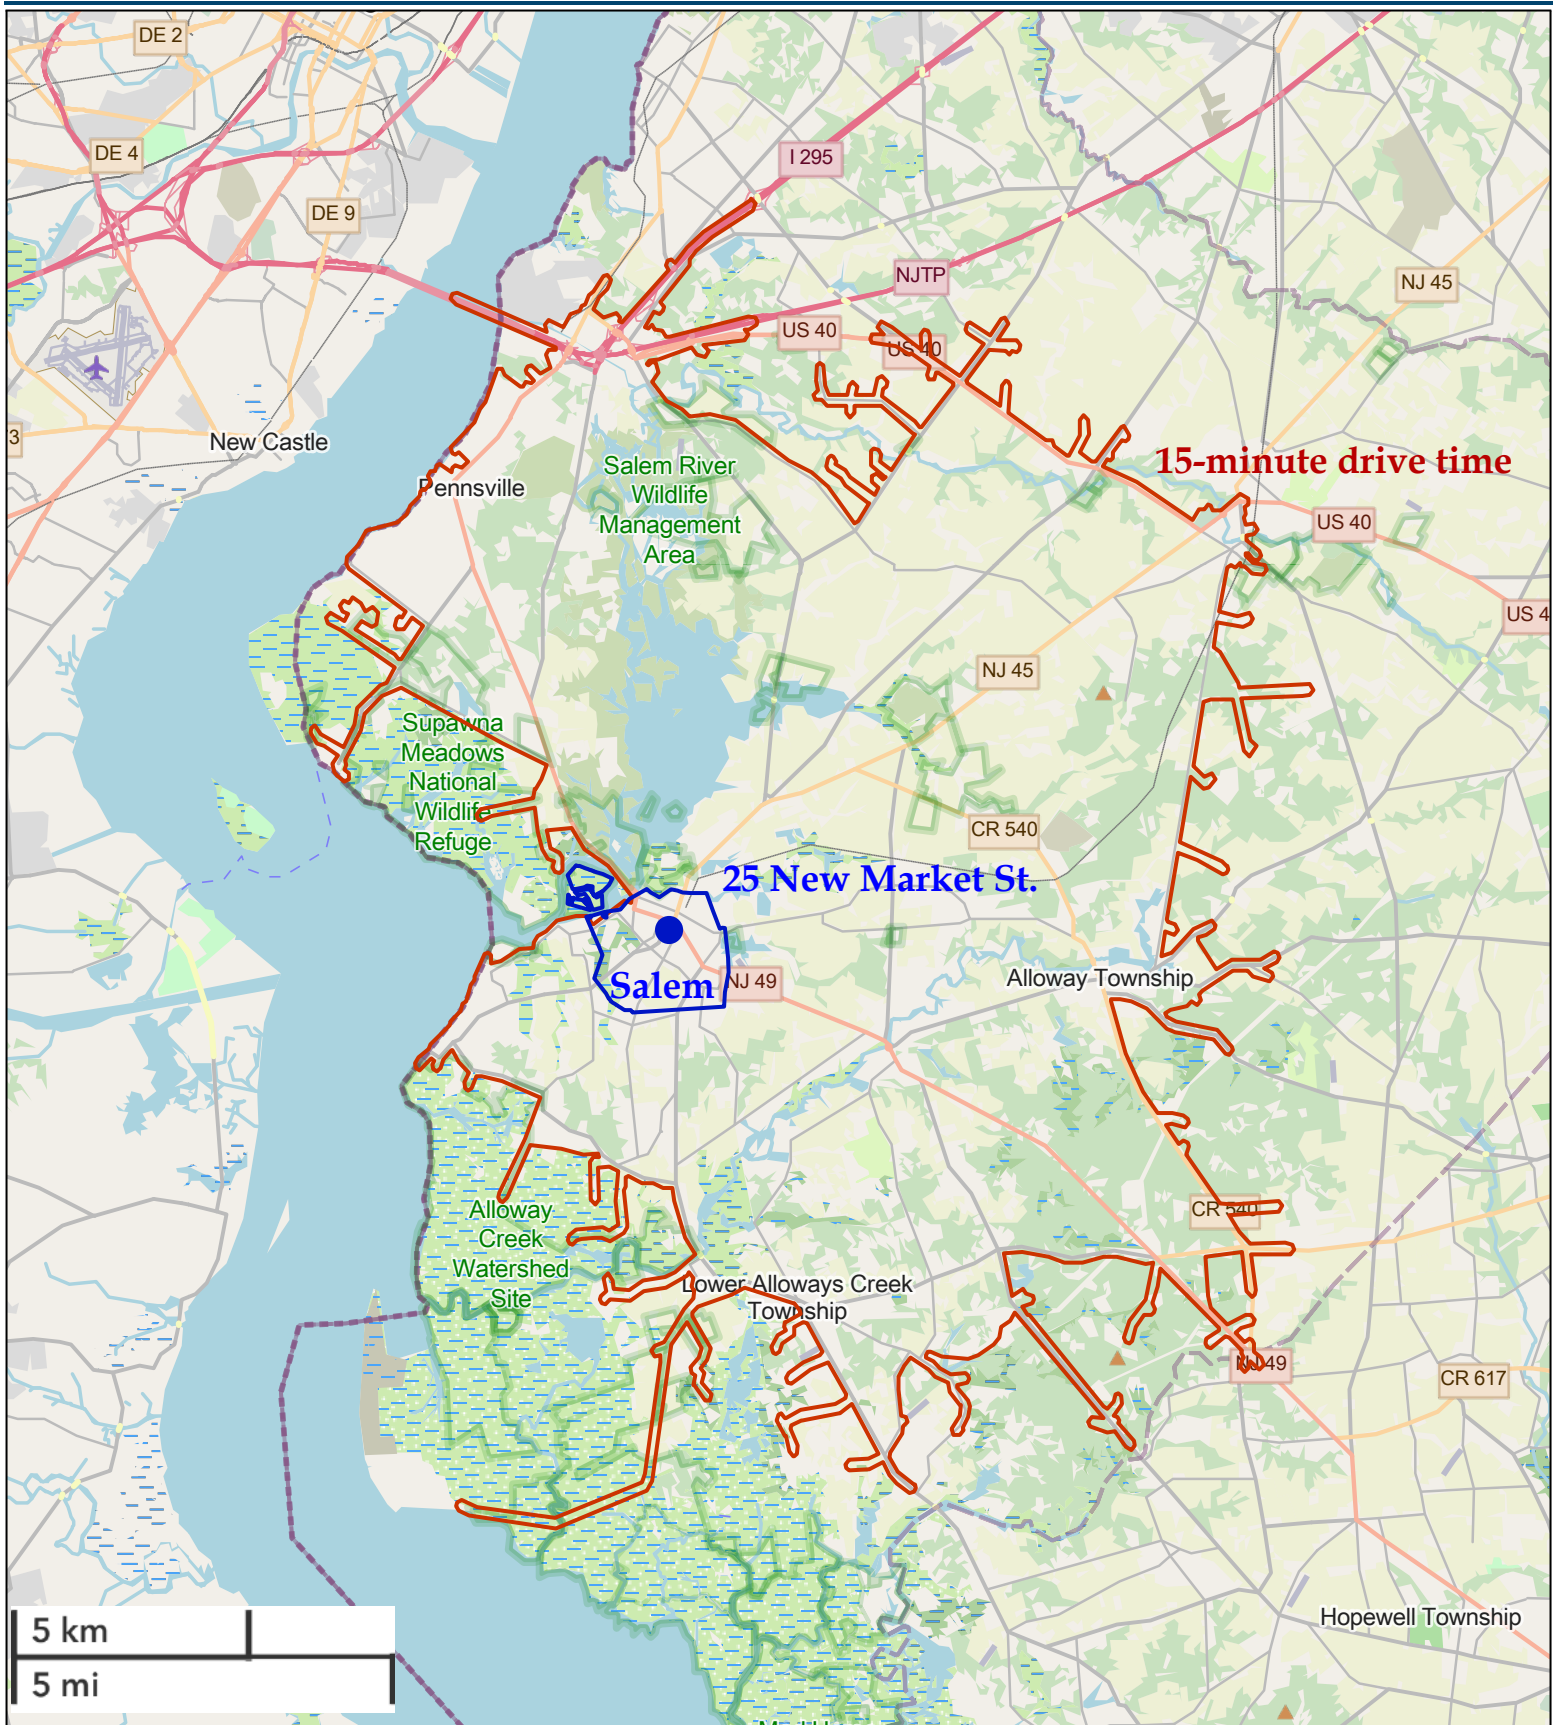 DE 2
DE 4
I 295
DE 9
NJTP
NJ 45
US 40
US 40
3
New Castle
15-minute drive time
Salem River
Wildlife
Management
Area
Pennsville
US 40
US 4
NJ 45
Supawna
Meadows
National
Wildlife
Refuge
CR 540
25 New Market St.
Salem
NJ 49
Alloway Township
Alloway
Creek
Watershed
Site
CR 540
Lower Alloways Creek
Township
NJ 49
CR 617
Hopewell Township
5 km
5 mi